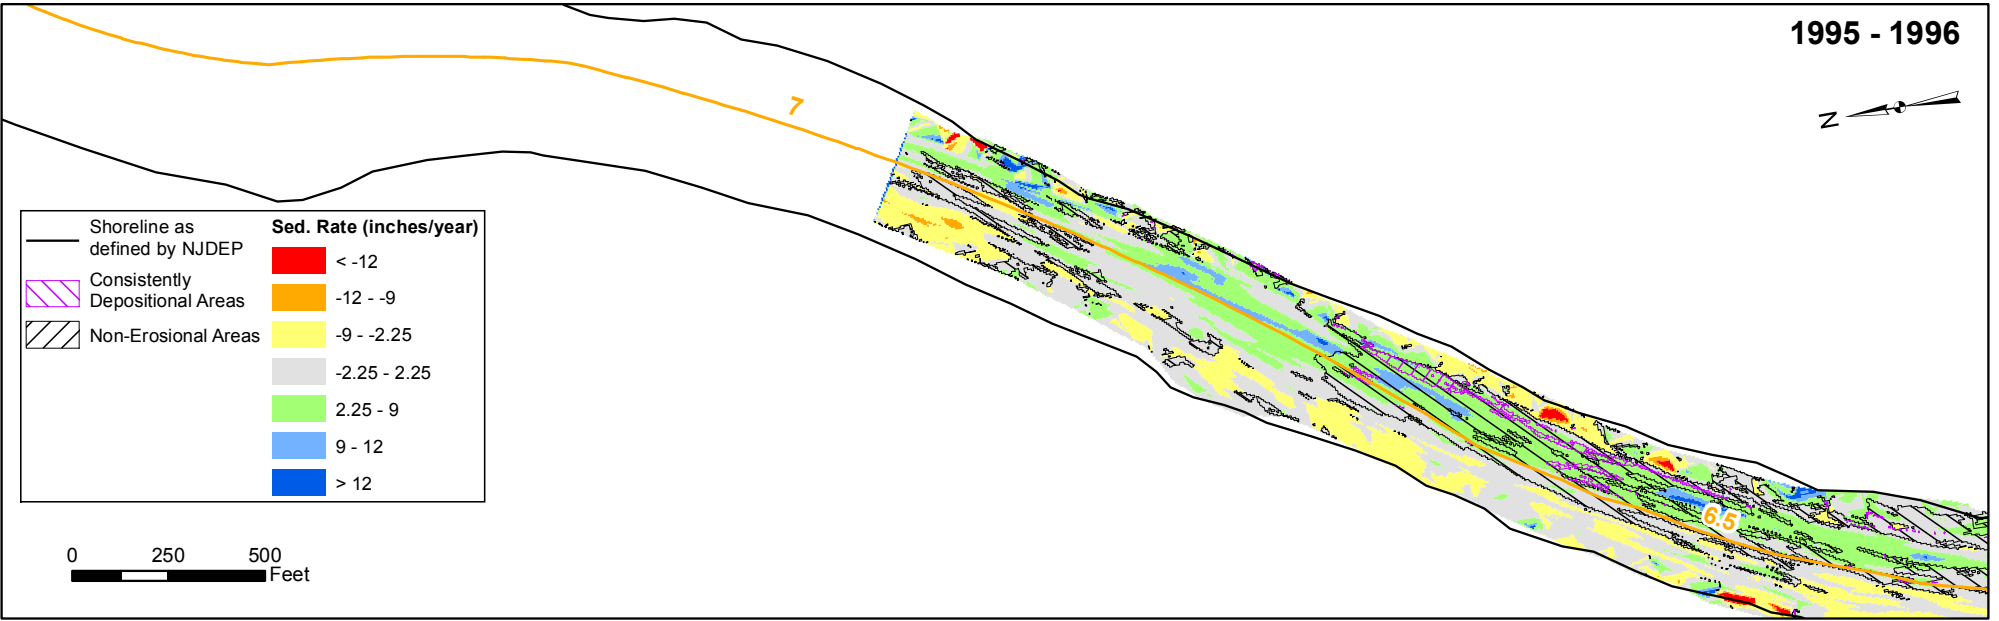 1995 - 1996
N
7
6.5
Shoreline as
defined by NJDEP
Consistently
Depositional Areas
Non-Erosional Areas
Sed. Rate (inches/year)
< -12
-12 - -9
-9 - -2.25
-2.25 - 2.25
2.25 - 9
9 - 12
> 12
0 250 500
Feet